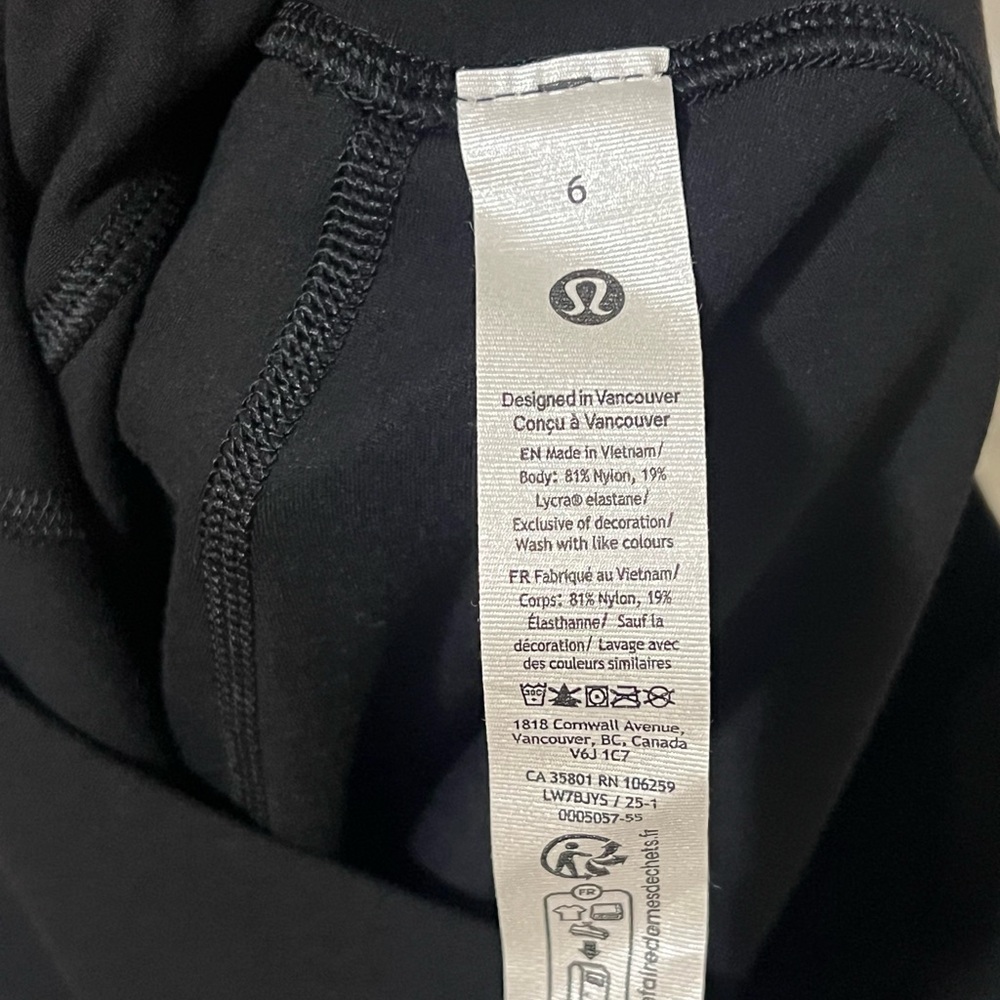 6
Designed in Vancouver
Conçu à Vancouver
EN Made in Vietnam/
Body: 81% Nylon, 19%
Lycra® elastane/
Exclusive of decoration/
Wash with like colours
FR Fabriqué au Vietnam/
Corps: 81% Nylon, 19%
Élasthanne/ Sauf la
décoration/ Lavage avec
des couleurs similaires
30C
1818 Cornwall Avenue,
Vancouver, BC, Canada
V6J 1C7
CA 35801 RN 106259
LW7BJYS / 25-1
0005057-55
FR
efairedemesdechets.fr